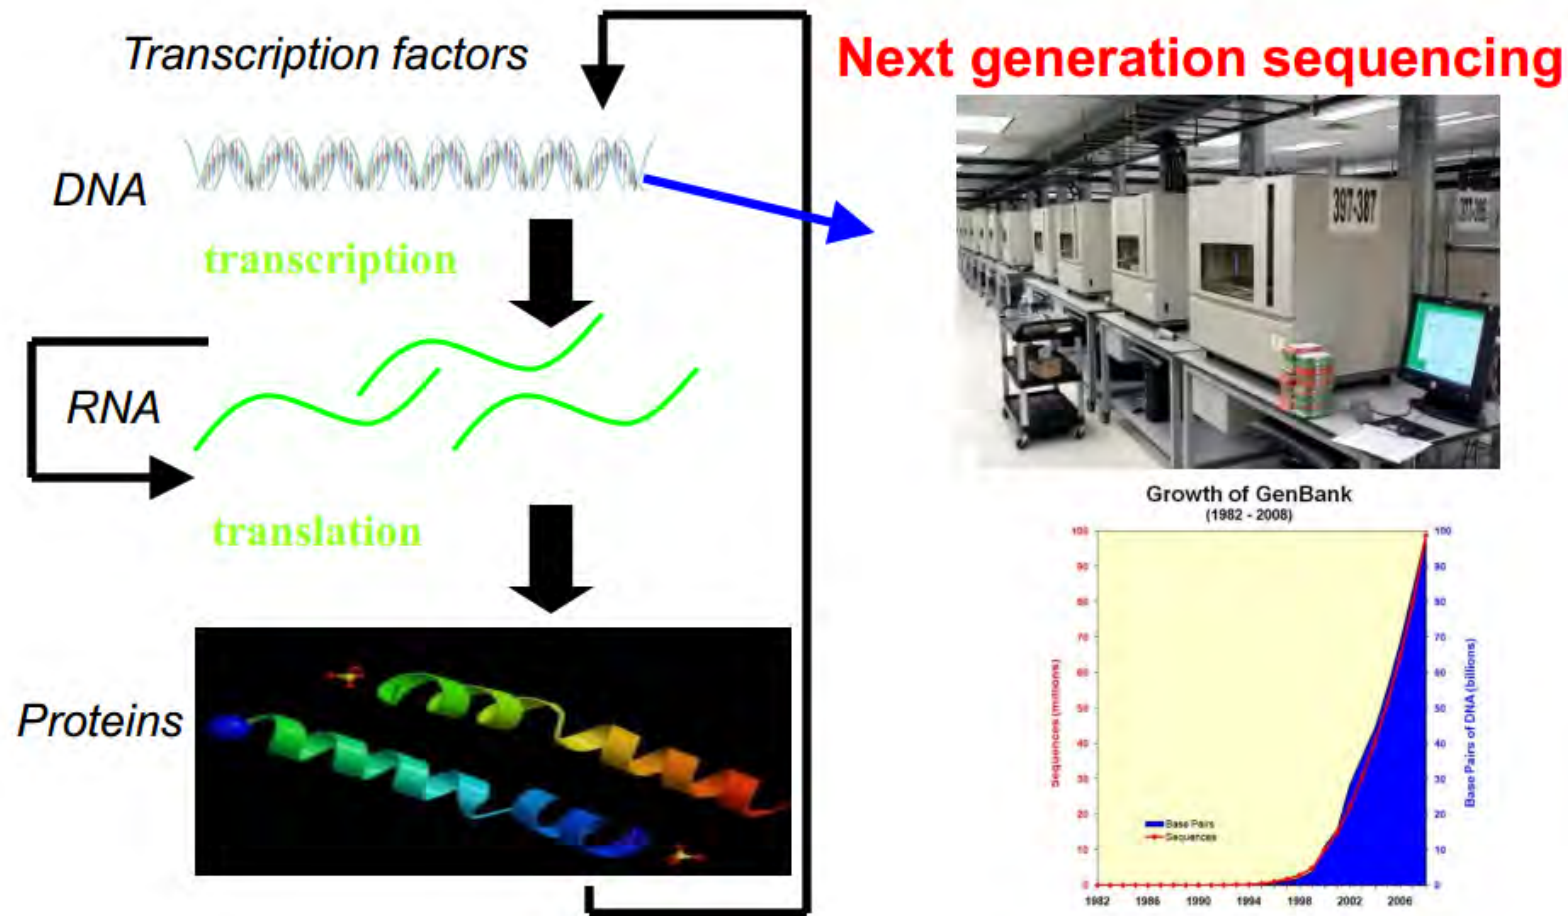 Transcription factors
DNA
transcription
RNA
translation
Proteins
Next generation sequencing
397-387
Growth of GenBank
(1982 - 2008)
Sequences (millions)
100
90
80
70
60
50
40
30
20
10
0
Base Pairs
Sequences
100
90
80
70
60
50
40
30
20
10
0
Base Pairs of DNA (billions)
1982 1986 1990 1994 1998 2002 2006